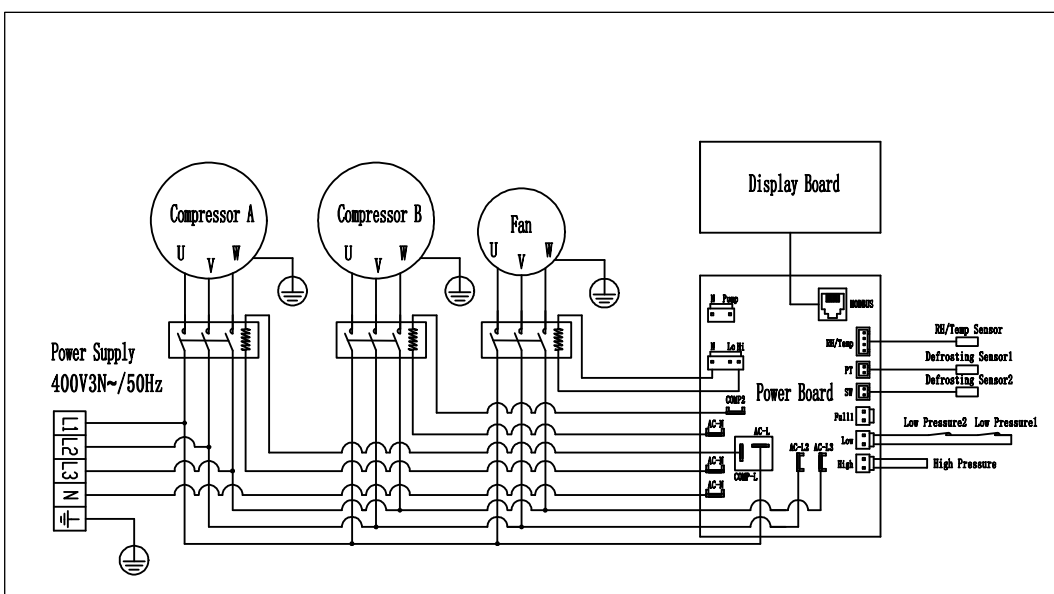 Compressor A
U V W
Compressor B
U V W
Fan
U V W
Display Board
Power Supply
400V3N~/50Hz
L1
L2
L3
N
N Pump
MODBUS
N Lo Hi
RH/Temp
RH/Temp Sensor
PT
Defrosting Sensor1
SW
Defrosting Sensor2
Power Board
COMP2
Full1
AC-N
AC-L
AC-L2
AC-L3
Low
Low Pressure2
Low Pressure1
AC-N
COMP-L
High
High Pressure
AC-N